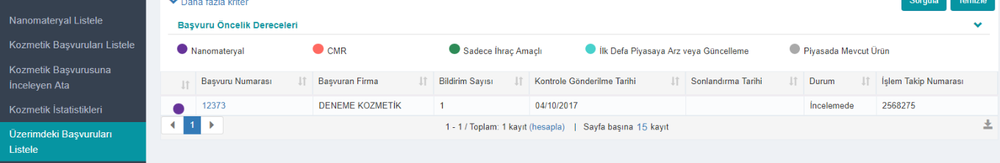 Daha fazla kriter
Sorgula
Temizle
Nanomateryal Listele
Kozmetik Başvuruları Listele
Kozmetik Başvurusuna
İnceleyen Ata
Kozmetik İstatistikleri
Üzerimdeki Başvuruları
Listele
Başvuru Öncelik Dereceleri
Nanomateryal CMR Sadece İhraç Amaçlı İlk Defa Piyasaya Arz veya Güncelleme Piyasada Mevcut Ürün
Başvuru Numarası Başvuran Firma Bildirim Sayısı Kontrole Gönderilme Tarihi Sonlandırma Tarihi Durum İşlem Takip Numarası
12373 DENEME KOZMETİK 1 04/10/2017 İncelemede 2568275
1 1 - 1 / Toplam: 1 kayıt (hesapla) | Sayfa başına 15 kayıt